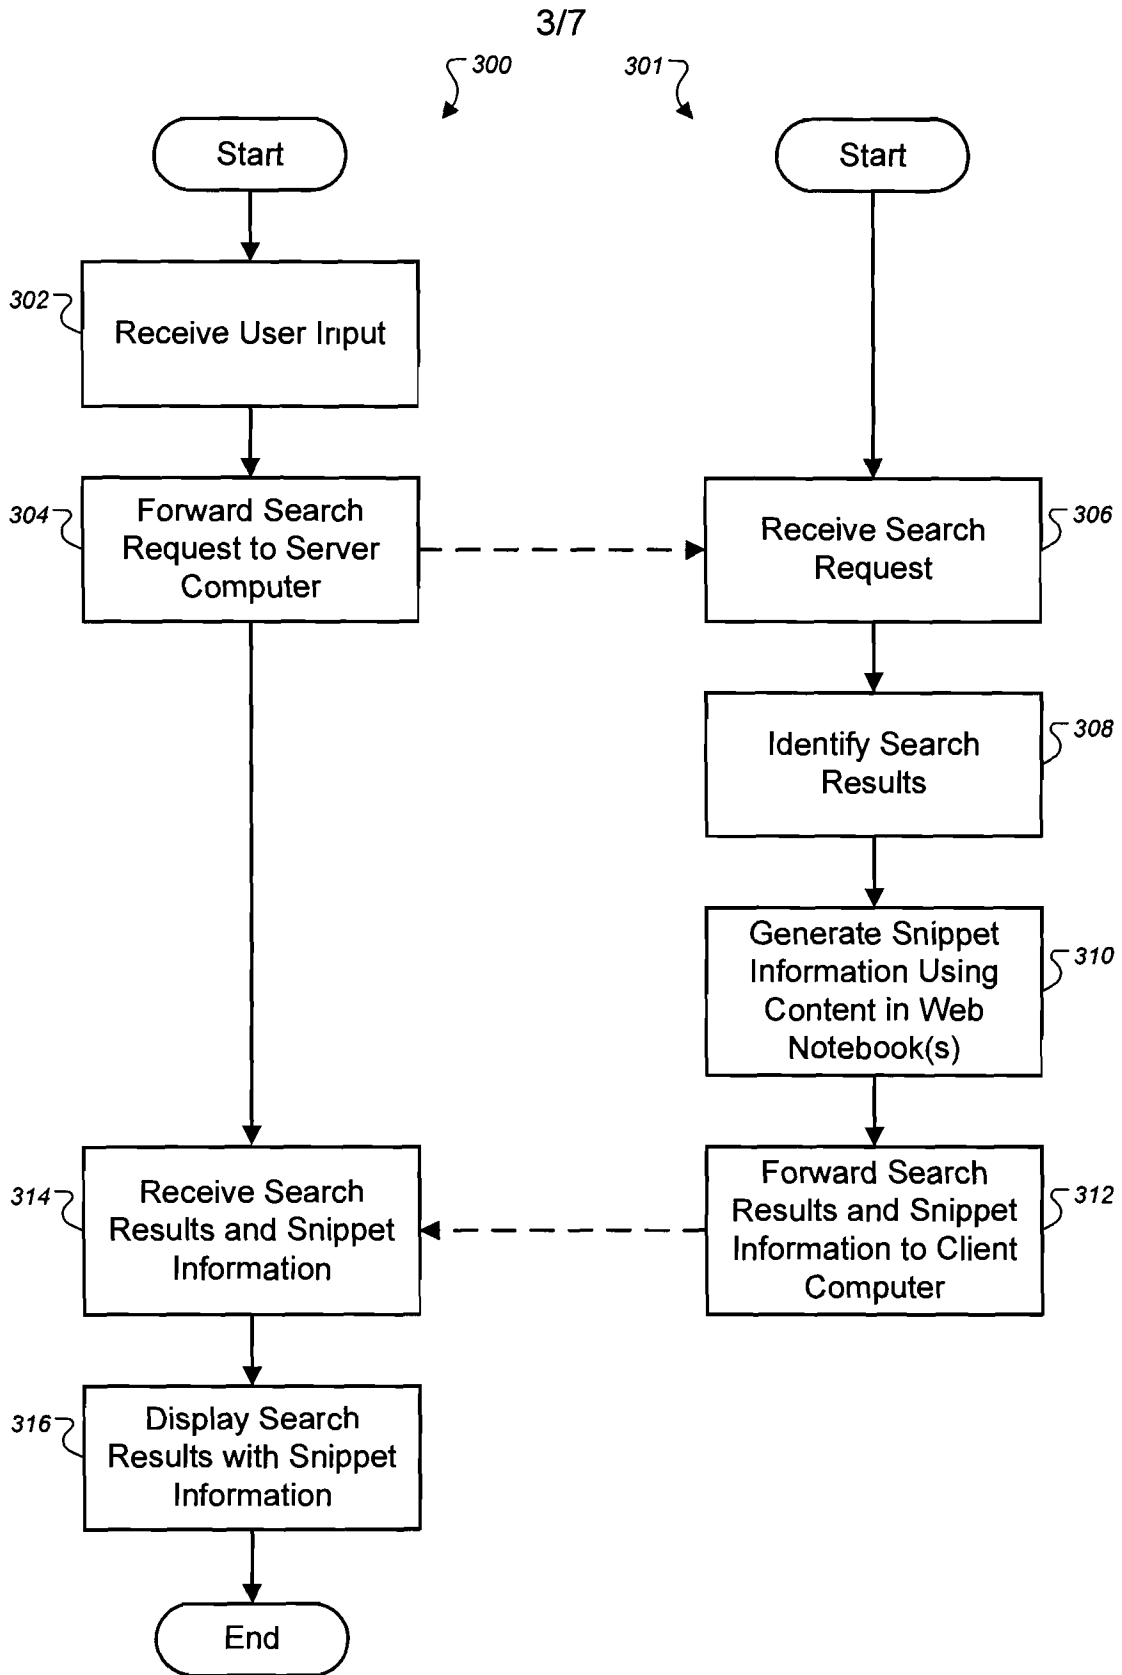 3/7
300
301
Start
Start
302
Receive User Input
304
Forward Search
Request to Server
Computer
306
Receive Search
Request
308
Identify Search
Results
310
Generate Snippet
Information Using
Content in Web
Notebook(s)
314
Receive Search
Results and Snippet
Information
312
Forward Search
Results and Snippet
Information to Client
Computer
316
Display Search
Results with Snippet
Information
End